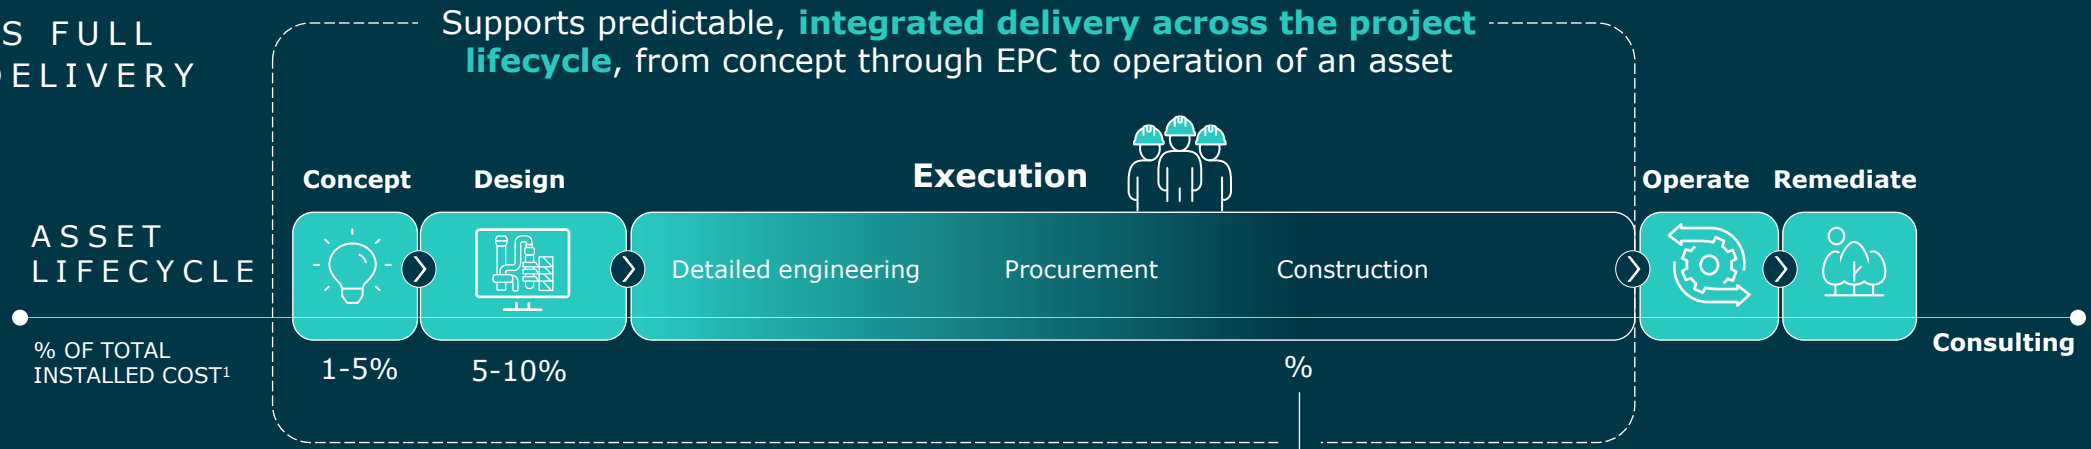 S FULL
DELIVERY
Supports predictable, integrated delivery across the project
lifecycle, from concept through EPC to operation of an asset
Concept
Design
Execution
Operate
Remediate
ASSET
LIFECYCLE
Detailed engineering
Procurement
Construction
% OF TOTAL
INSTALLED COST¹
1-5%
5-10%
%
Consulting